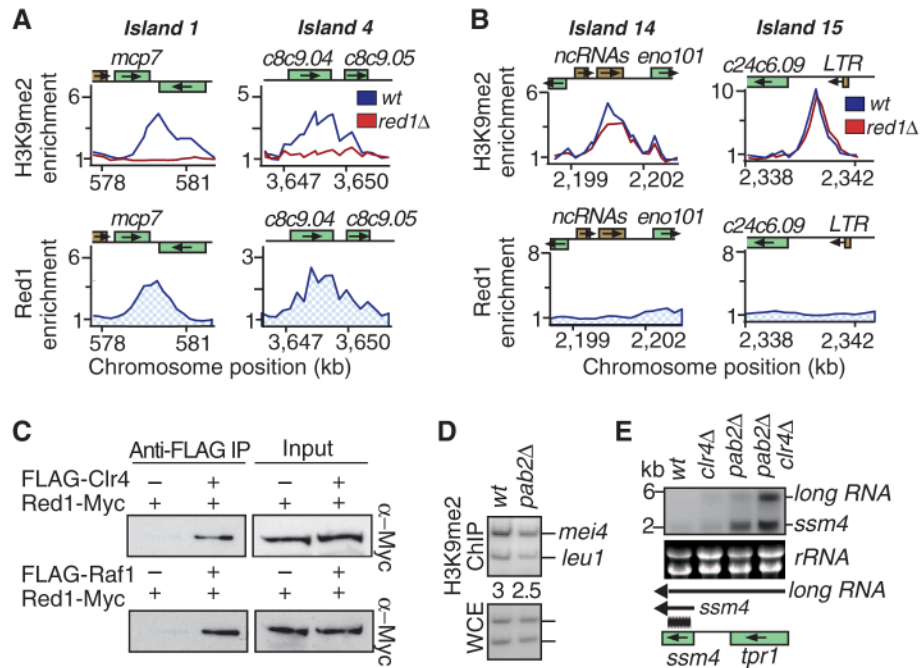 A
Island 1
Island 4
mcp7
c8c9.04
c8c9.05
H3K9me2
enrichment
6
1
578
581
5
1
3,647
3,650
wt
red1Δ
mcp7
c8c9.04
c8c9.05
Red1
enrichment
6
1
578
581
4
1
3,647
3,650
Chromosome position (kb)
B
Island 14
Island 15
ncRNAs
eno101
c24c6.09
LTR
H3K9me2
enrichment
6
1
2,199
2,202
10
1
2,338
2,342
wt
red1Δ
ncRNAs
eno101
c24c6.09
LTR
Red1
enrichment
8
1
2,199
2,202
8
1
2,338
2,342
Chromosome position (kb)
C
Anti-FLAG IP
Input
FLAG-Clr4 – + – +
Red1-Myc + + + +
α–Myc
FLAG-Raf1 – + – +
Red1-Myc + + + +
α–Myc
D
wt
pab2Δ
H3K9me2
ChIP
mei4
leu1
3 2.5
WCE
E
wt
clr4Δ
pab2Δ
pab2Δ
clr4Δ
kb
6
long RNA
2
ssm4
rRNA
long RNA
ssm4
ssm4
tpr1